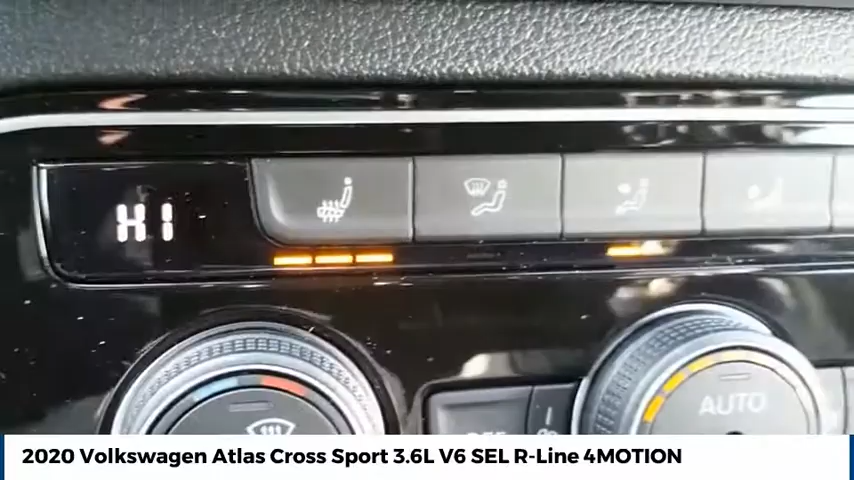 HI
AUTO
2020 Volkswagen Atlas Cross Sport 3.6L V6 SEL R-Line 4MOTION